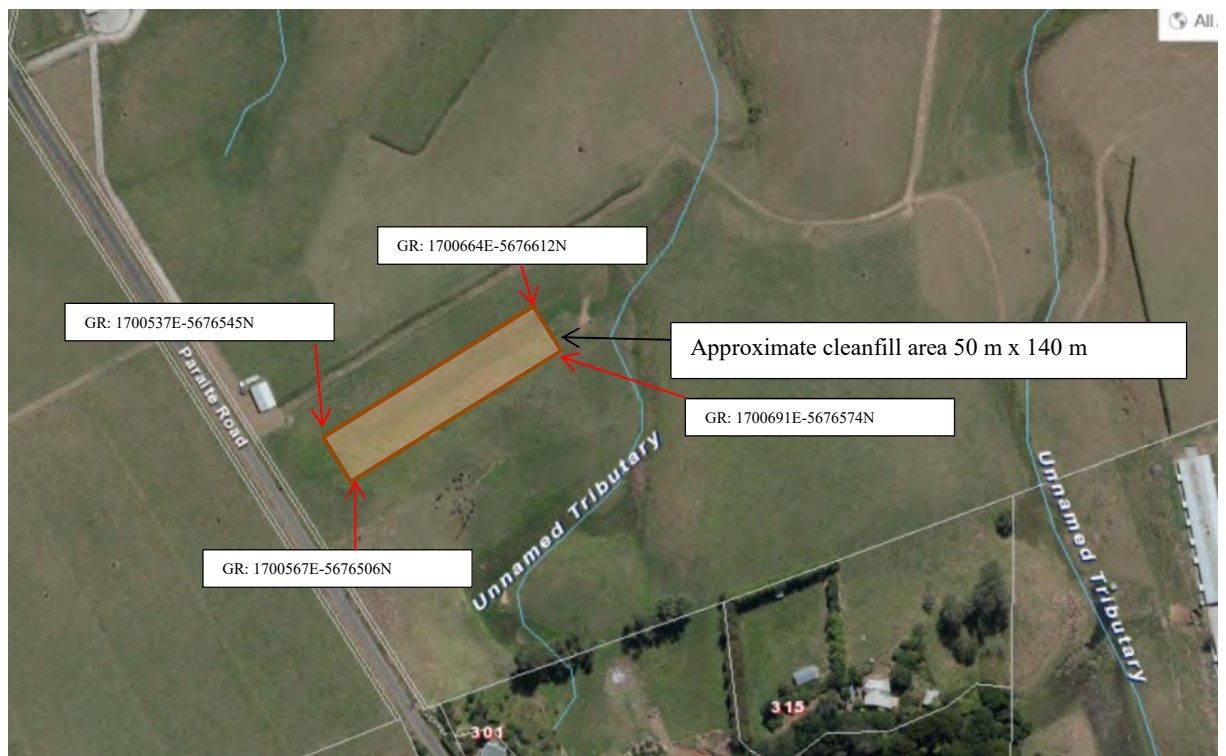 All
GR: 1700664E-5676612N
GR: 1700537E-5676545N
Approximate cleanfill area 50 m x 140 m
Paraite Road
GR: 1700691E-5676574N
Unnamed Tributary
Unnamed Tributary
GR: 1700567E-5676506N
315
301